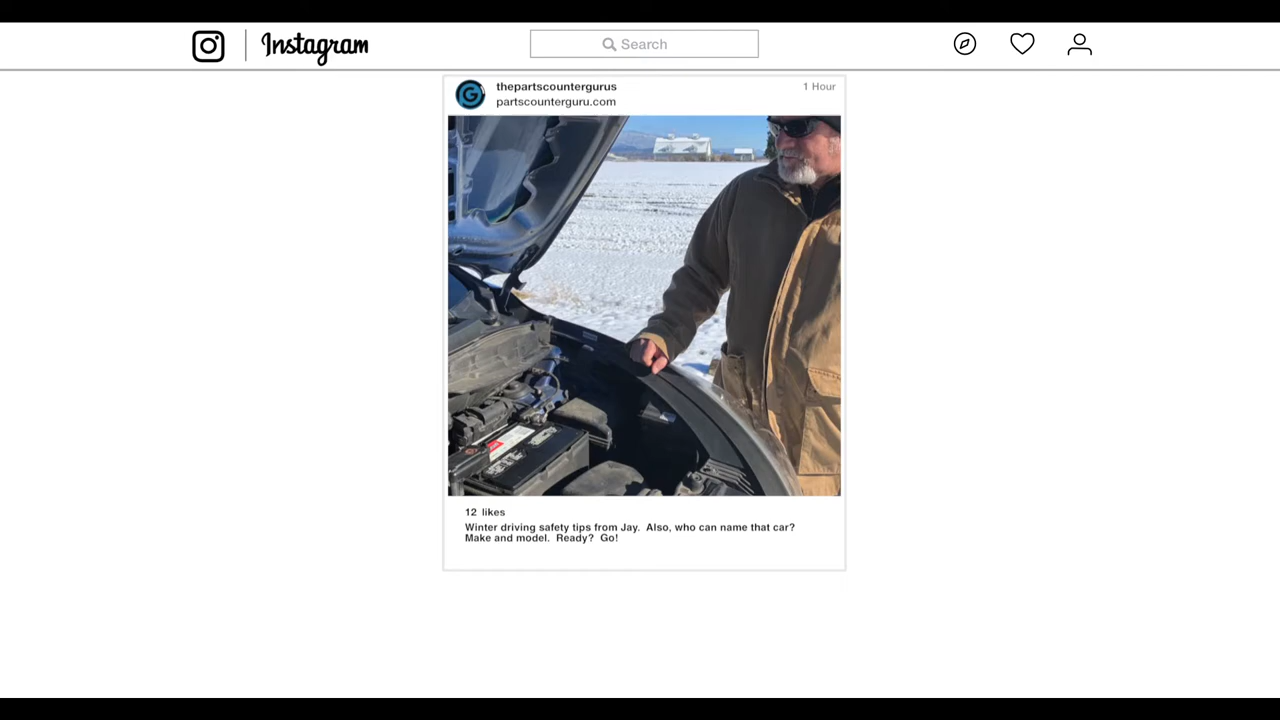 Instagram
Search
thepartscountergurus
1 Hour
partscounterguru.com
12 likes
Winter driving safety tips from Jay. Also, who can name that car?
Make and model. Ready? Go!